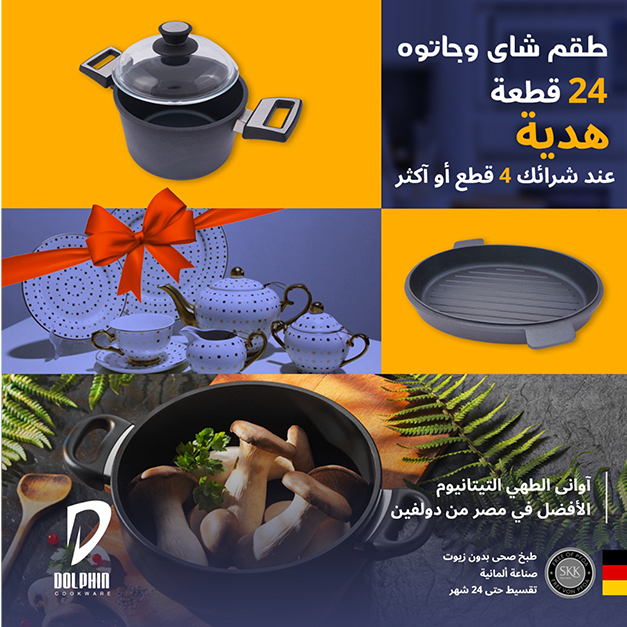 طقم شاى وجاتوه
24 قطعة
هدية
عند شرائك 4 قطع أو أكثر
آوانى الطهي التيتانيوم
الأفضل في مصر من دولفين
طبخ صحى بدون زيوت
صناعة ألمانية
تقسيط حتى 24 شهر
SKK
DOLPHIN
COOKWARE